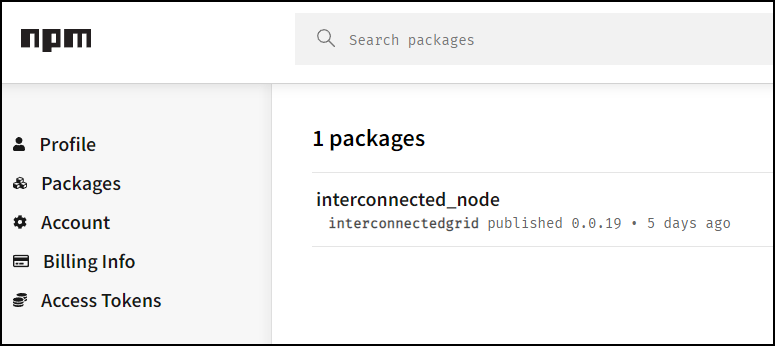 npm
Search packages
Profile
Packages
Account
Billing Info
Access Tokens
1 packages
interconnected_node
interconnectedgrid published 0.0.19 • 5 days ago